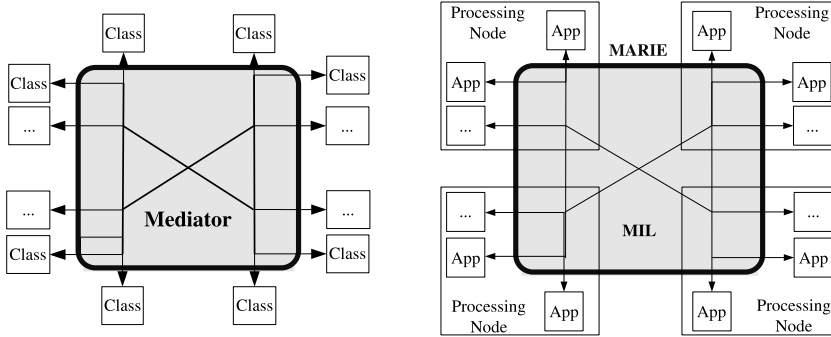 Class
Class
Class
Class
...
...
...
...
Mediator
Class
Class
Class
Class
Processing
Node
App
MARIE
App
Processing
Node
App
App
...
...
...
...
MIL
App
App
Processing
Node
App
App
Processing
Node